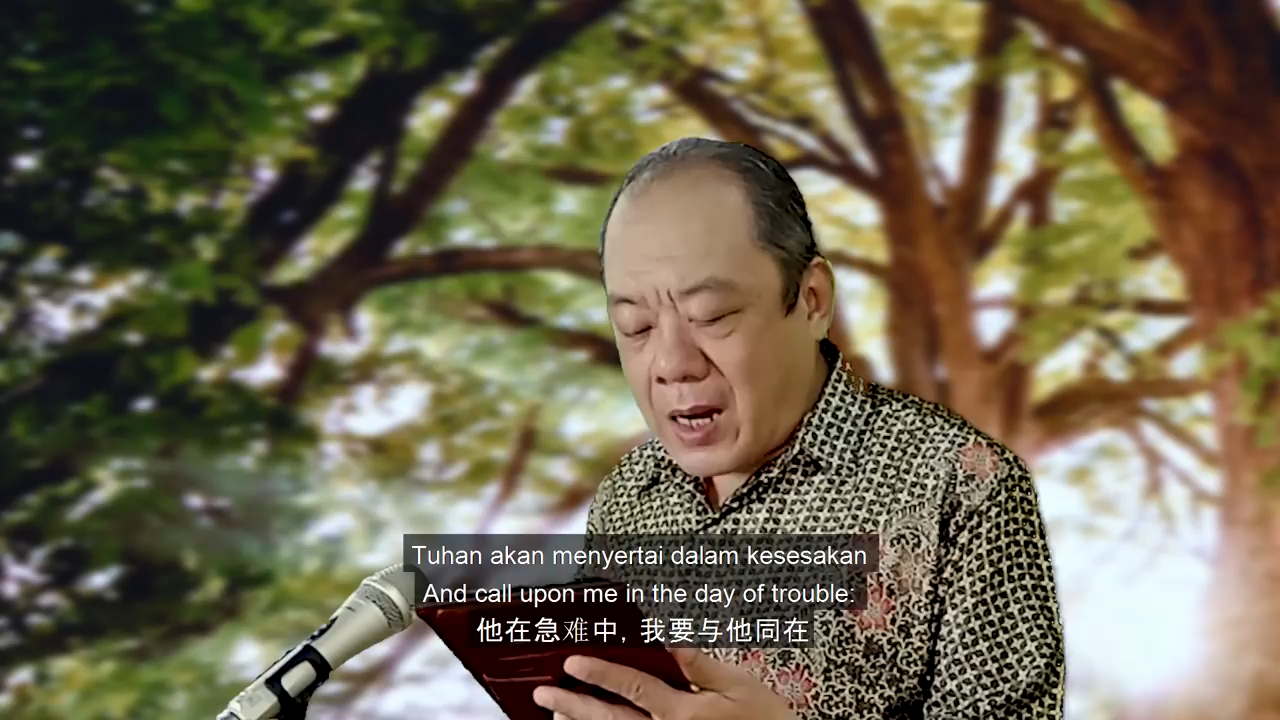 Tuhan akan menyertai dalam kesesakan
And call upon me in the day of trouble:
他在急难中, 我要与他同在